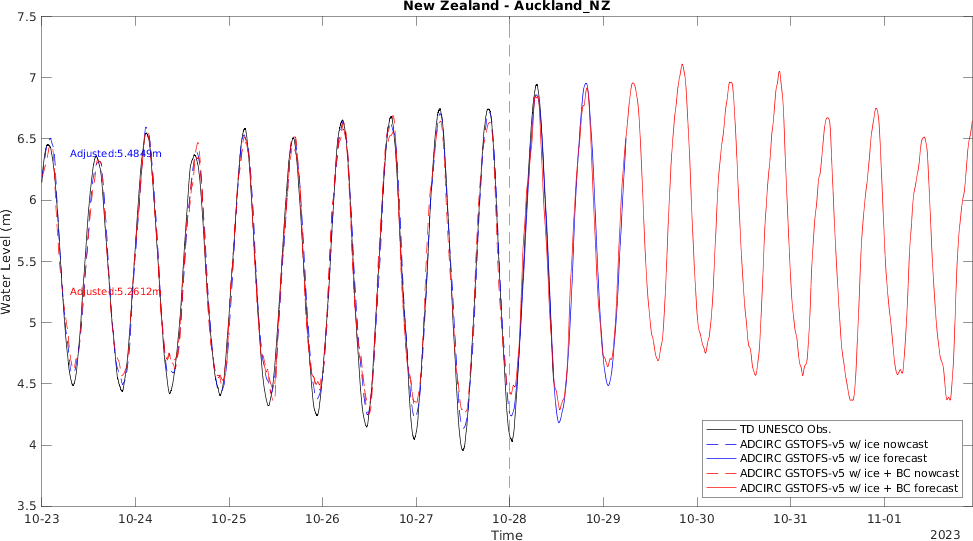 New Zealand - Auckland_NZ
7.5
7
6.5
6
5.5
5
4.5
4
3.5
Water Level (m)
Adjusted:5.4849m
Adjusted:5.2612m
TD UNESCO Obs.
ADCIRC GSTOFS-v5 w/ ice nowcast
ADCIRC GSTOFS-v5 w/ ice forecast
ADCIRC GSTOFS-v5 w/ ice + BC nowcast
ADCIRC GSTOFS-v5 w/ ice + BC forecast
10-23 10-24 10-25 10-26 10-27 10-28 10-29 10-30 10-31 11-01
Time
2023